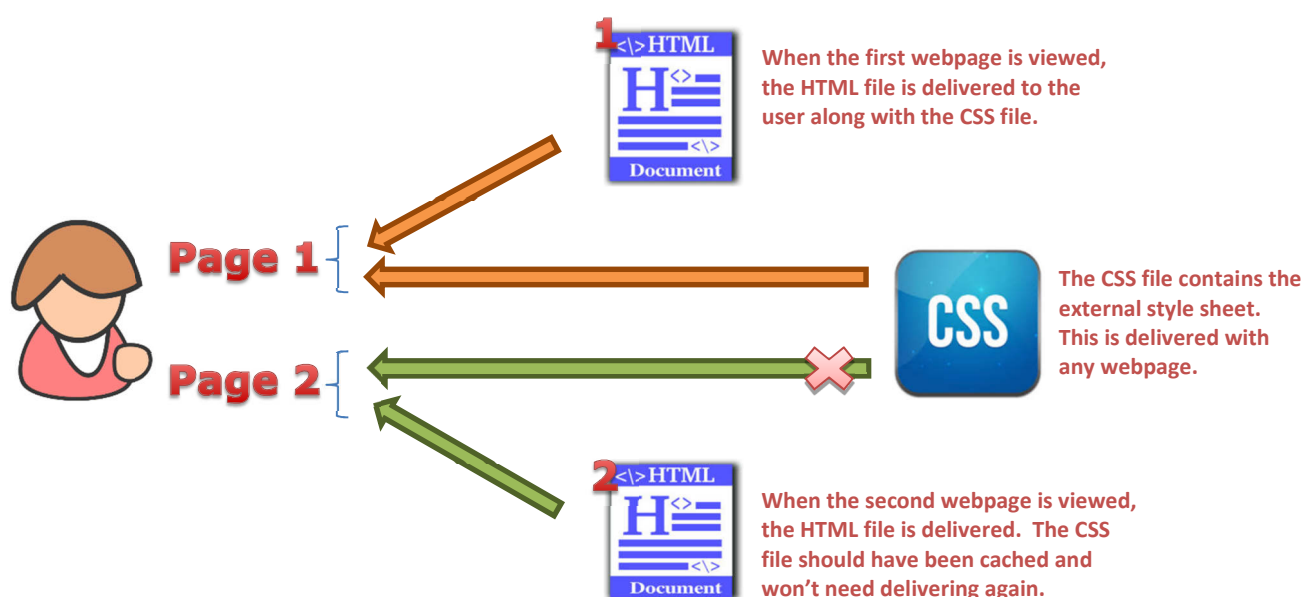 1
<\>HTML
H<>
<\>
Document
When the first webpage is viewed,
the HTML file is delivered to the
user along with the CSS file.
Page 1
CSS
The CSS file contains the
external style sheet.
This is delivered with
any webpage.
Page 2
2
<\>HTML
H<>
<\>
Document
When the second webpage is viewed,
the HTML file is delivered.  The CSS
file should have been cached and
won’t need delivering again.